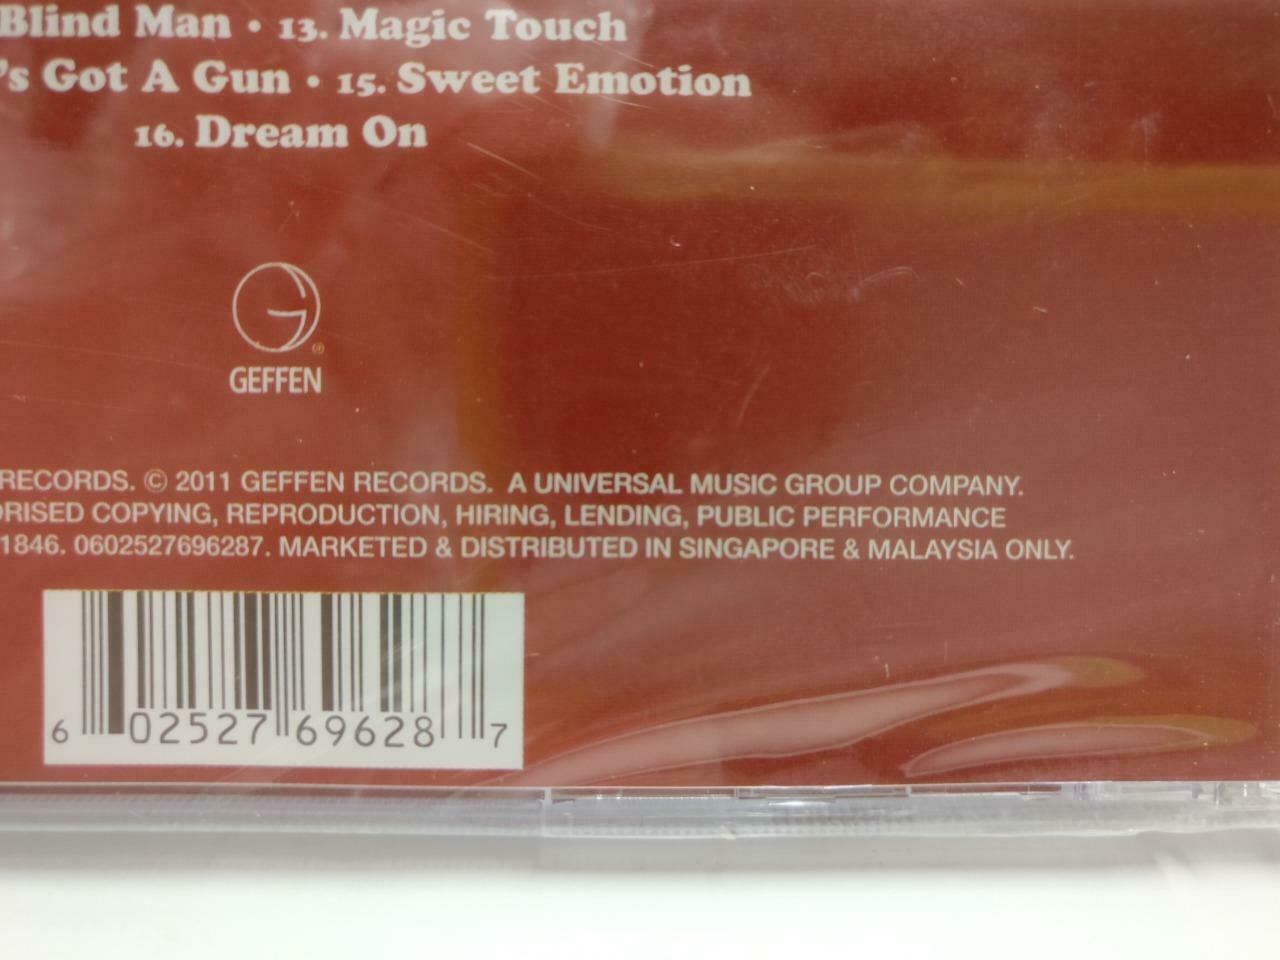 Blind Man • 13. Magic Touch
's Got A Gun • 15. Sweet Emotion
16. Dream On
G
®
GEFFEN
RECORDS. © 2011 GEFFEN RECORDS. A UNIVERSAL MUSIC GROUP COMPANY.
ORISED COPYING, REPRODUCTION, HIRING, LENDING, PUBLIC PERFORMANCE
1846. 0602527696287. MARKETED & DISTRIBUTED IN SINGAPORE & MALAYSIA ONLY.
6 02527 69628 7